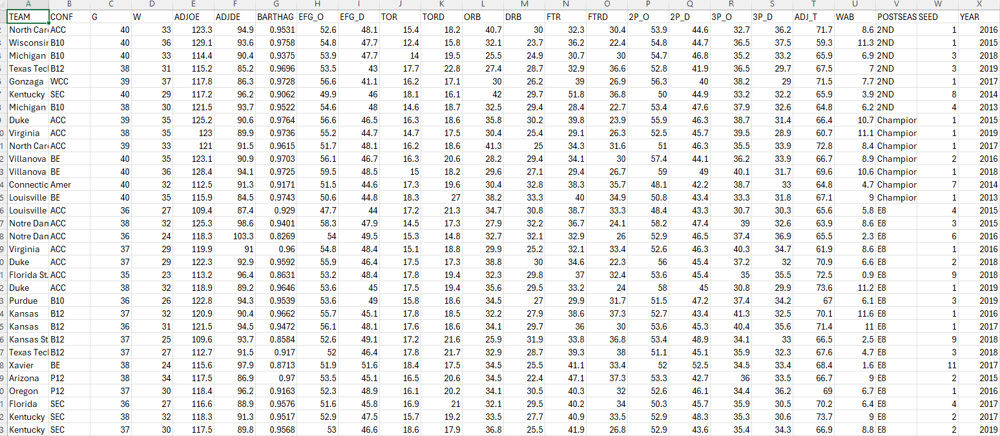 A B C D E F G H I J K L M N O P Q R S T U V W X
TEAM CONF G W ADJOE ADJDE BARTHAG EFG_O EFG_D TOR TORD ORB DRB FTR FTRD 2P_O 2P_D 3P_O 3P_D ADJ_T WAB POSTSEAS SEED YEAR
North Car ACC 40 33 123.3 94.9 0.9531 52.6 48.1 15.4 18.2 40.7 30 32.3 30.4 53.9 44.6 32.7 36.2 71.7 8.6 2ND 1 2016
Wisconsin B10 40 36 129.1 93.6 0.9758 54.8 47.7 12.4 15.8 32.1 23.7 36.2 22.4 54.8 44.7 36.5 37.5 59.3 11.3 2ND 1 2015
Michigan B10 40 33 114.4 90.4 0.9375 53.9 47.7 14 19.5 25.5 24.9 30.7 30 54.7 46.8 35.2 33.2 65.9 6.9 2ND 3 2018
Texas Tecl B12 38 31 115.2 85.2 0.9696 53.5 43 17.7 22.8 27.4 28.7 32.9 36.6 52.8 41.9 36.5 29.7 67.5 7 2ND 3 2019
Gonzaga WCC 39 37 117.8 86.3 0.9728 56.6 41.1 16.2 17.1 30 26.2 39 26.9 56.3 40 38.2 29 71.5 7.7 2ND 1 2017
Kentucky SEC 40 29 117.2 96.2 0.9062 49.9 46 18.1 16.1 42 29.7 51.8 36.8 50 44.9 33.2 32.2 65.9 3.9 2ND 8 2014
Michigan B10 38 30 121.5 93.7 0.9522 54.6 48 14.6 18.7 32.5 29.4 28.4 22.7 53.4 47.6 37.9 32.6 64.8 6.2 2ND 4 2013
Duke ACC 39 35 125.2 90.6 0.9764 56.6 46.5 16.3 18.6 35.8 30.2 39.8 23.9 55.9 46.3 38.7 31.4 66.4 10.7 Champion 1 2015
Virginia ACC 38 35 123 89.9 0.9736 55.2 44.7 14.7 17.5 30.4 25.4 29.1 26.3 52.5 45.7 39.5 28.9 60.7 11.1 Champion 1 2019
North Car ACC 39 33 121 91.5 0.9615 51.7 48.1 16.2 18.6 41.3 25 34.3 31.6 51 46.3 35.5 33.9 72.8 8.4 Champion 1 2017
Villanova BE 40 35 123.1 90.9 0.9703 56.1 46.7 16.3 20.6 28.2 29.4 34.1 30 57.4 44.1 36.2 33.9 66.7 8.9 Champion 2 2016
Villanova BE 40 36 128.4 94.1 0.9725 59.5 48.5 15 18.2 29.6 27.1 29.4 26.7 59 49 40.1 31.7 69.6 10.6 Champion 1 2018
Connectic Amer 40 32 112.5 91.3 0.9171 51.5 44.6 17.3 19.6 30.4 32.8 38.3 35.7 48.1 42.2 38.7 33 64.8 4.7 Champion 7 2014
Louisville BE 40 35 115.9 84.5 0.9743 50.6 44.8 18.3 27 38.2 33.3 40 34.9 50.8 43.4 33.3 31.8 67.1 9 Champion 1 2013
Louisville ACC 36 27 109.4 87.4 0.929 47.7 44 17.2 21.3 34.7 30.8 38.7 33.3 48.4 43.3 30.7 30.3 65.6 5.8 E8 4 2015
Notre Dan ACC 38 32 125.3 98.6 0.9401 58.3 47.9 14.5 17.3 27.9 32.2 36.7 24.1 58.2 47.4 39 32.6 63.9 8.6 E8 3 2015
Notre Dan ACC 36 24 118.3 103.3 0.8269 54 49.5 15.3 14.8 32.7 32.1 32.9 26 52.9 46.5 37.4 36.9 65.5 2.3 E8 6 2016
Virginia ACC 37 29 119.9 91 0.96 54.8 48.4 15.1 18.8 29.9 25.2 32.1 33.4 52.6 46.3 40.3 34.7 61.9 8.6 E8 1 2016
Duke ACC 37 29 122.3 92.9 0.9592 55.9 46.4 17.5 17.3 38.8 30 34.6 22.3 56 45.4 37.2 32 70.9 6.6 E8 2 2018
Florida St. ACC 35 23 113.2 96.4 0.8631 53.2 48.4 17.8 19.4 32.3 29.8 37 32.4 53.6 45.4 35 35.5 72.5 0.9 E8 9 2018
Duke ACC 38 32 118.9 89.2 0.9646 53.6 45 17.5 19.4 35.6 29.5 33.2 24 58 45 30.8 29.9 73.6 11.2 E8 1 2019
Purdue B10 36 26 122.8 94.3 0.9539 53.6 49 15.8 18.6 34.5 27 29.9 31.7 51.5 47.2 37.4 34.2 67 6.1 E8 3 2019
Kansas B12 37 32 120.9 90.4 0.9662 55.7 45.1 17.8 18.5 32.2 27.9 38.6 37.3 52.7 43.4 41.3 32.5 70.1 11.6 E8 1 2016
Kansas B12 36 31 121.5 94.5 0.9472 56.1 48.1 17.6 18.6 34.1 29.7 36 30 53.6 45.3 40.4 35.6 71.4 11 E8 1 2017
Kansas St B12 37 25 109.6 93.7 0.8584 52.6 49.1 17.2 21.6 25.9 31.9 33.8 36.8 53.4 48.9 34.1 33 66.5 2.5 E8 9 2018
Texas Tecl B12 37 27 112.7 91.5 0.917 52 46.4 17.8 21.7 32.9 28.7 39.3 38 51.1 45.1 35.9 32.3 67.6 4.7 E8 3 2018
Xavier BE 38 24 115.6 97.9 0.8713 51.9 51.6 18.4 17.5 34.5 25.5 41.1 33.4 52 52.5 34.5 33.4 68.4 1.6 E8 11 2017
Arizona P12 38 34 117.5 86.9 0.97 53.5 45.1 16.5 20.6 34.5 22.4 47.1 37.3 53.3 42.7 36 33.5 66.7 9 E8 2 2015
Oregon P12 37 30 118.4 96.2 0.9163 52.3 48.9 16.1 20.2 34.1 30.5 40.3 32 52.6 46.1 34.4 36.2 69 6.7 E8 1 2016
Florida SEC 36 27 116.6 88.9 0.9576 51.6 45.8 16.9 21 32.1 29.5 40.2 34 50.3 45.7 35.9 30.5 70.2 6.4 E8 4 2017
Kentucky SEC 38 32 118.3 91.3 0.9517 52.9 47.5 15.7 19.2 33.5 27.7 40.9 33.5 52.9 48.3 35.3 30.6 73.7 9 E8 2 2017
Kentucky SEC 37 30 117.5 89.8 0.9568 53 46.6 18.6 17.9 36.8 25.5 41.9 26.8 52.9 43.6 35.4 34.3 66.9 8.8 E8 2 2019